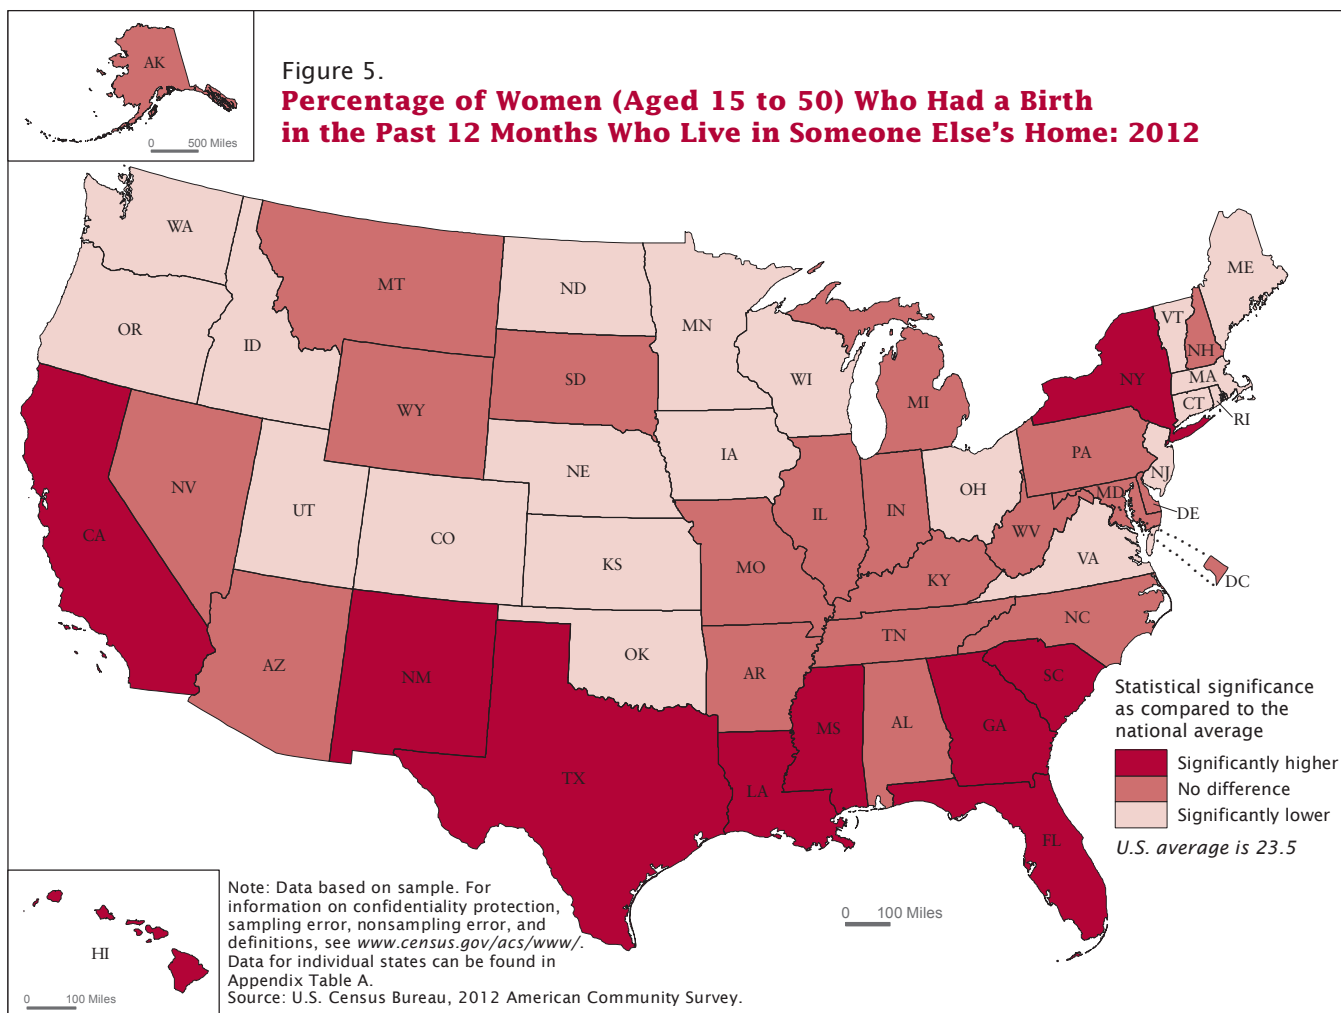 AK
0 500 Miles
Figure 5.
Percentage of Women (Aged 15 to 50) Who Had a Birth
in the Past 12 Months Who Live in Someone Else's Home: 2012
WA
ME
MT
ND
VT
OR
MN
ID
NH
WI
SD
MA
NY
MI
CT
WY
RI
IA
PA
NE
NJ
NV
OH
MD
UT
IL
IN
DE
CO
WV
CA
VA
KS
MO
KY
DC
NC
TN
OK
AZ
AR
NM
SC
AL
MS
GA
TX
LA
FL
Statistical significance
as compared to the
national average
Significantly higher
No difference
Significantly lower
U.S. average is 23.5
HI
0 100 Miles
Note: Data based on sample. For
information on confidentiality protection,
sampling error, nonsampling error, and
definitions, see www.census.gov/acs/www/.
Data for individual states can be found in
Appendix Table A.
Source: U.S. Census Bureau, 2012 American Community Survey.
0 100 Miles